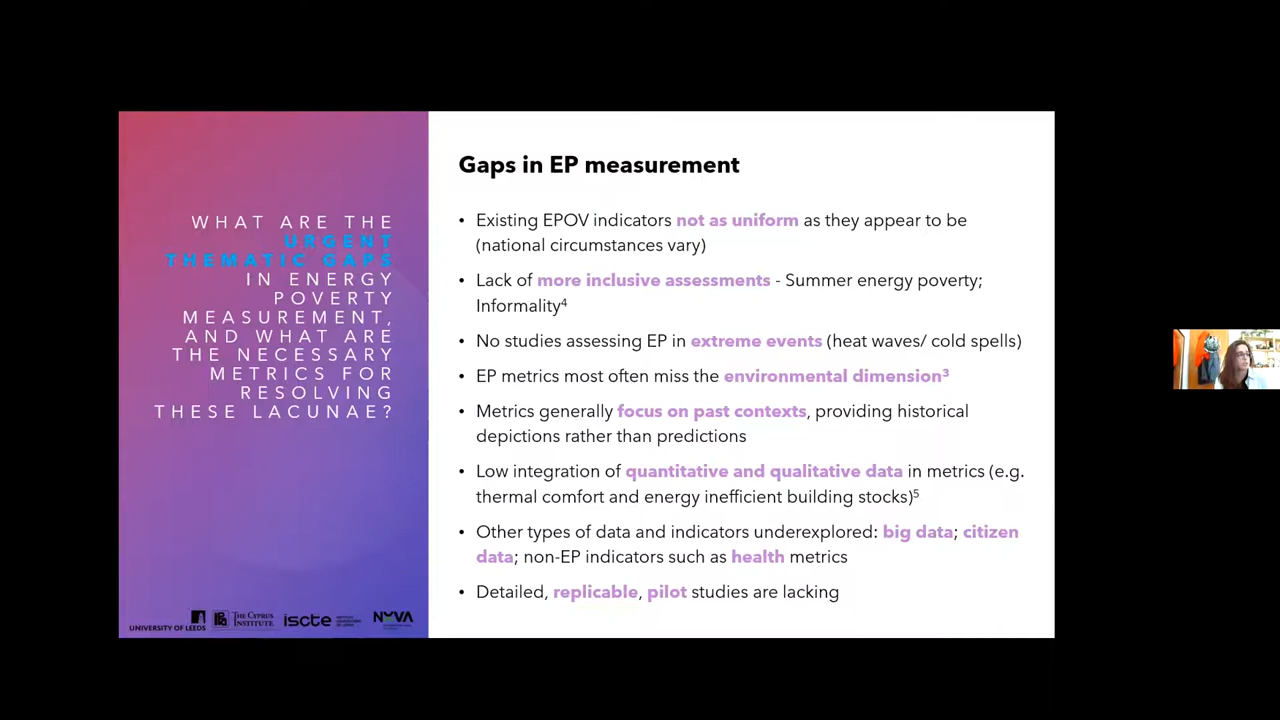 WHAT ARE THE
URGENT
THEMATIC GAPS
IN ENERGY
POVERTY
MEASUREMENT,
AND WHAT ARE
THE NECESSARY
METRICS FOR
RESOLVING
THESE LACUNAE?
UNIVERSITY OF LEEDS
THE CYPRUS
INSTITUTE
iscte
NOVA
Gaps in EP measurement
• Existing EPOV indicators not as uniform as they appear to be
(national circumstances vary)
• Lack of more inclusive assessments - Summer energy poverty;
Informality⁴
• No studies assessing EP in extreme events (heat waves/ cold spells)
• EP metrics most often miss the environmental dimension³
• Metrics generally focus on past contexts, providing historical
depictions rather than predictions
• Low integration of quantitative and qualitative data in metrics (e.g.
thermal comfort and energy inefficient building stocks)⁵
• Other types of data and indicators underexplored: big data; citizen
data; non-EP indicators such as health metrics
• Detailed, replicable, pilot studies are lacking